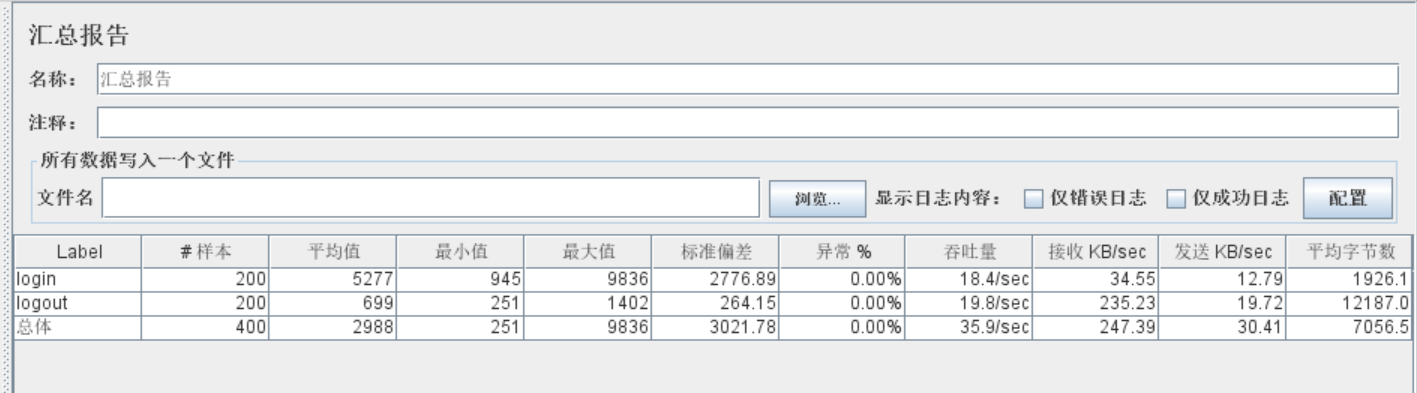 汇总报告
名称： 汇总报告
注释：
所有数据写入一个文件
文件名 浏览... 显示日志内容： 仅错误日志 仅成功日志 配置
Label # 样本 平均值 最小值 最大值 标准偏差 异常 % 吞吐量 接收 KB/sec 发送 KB/sec 平均字节数
login 200 5277 945 9836 2776.89 0.00% 18.4/sec 34.55 12.79 1926.1
logout 200 699 251 1402 264.15 0.00% 19.8/sec 235.23 19.72 12187.0
总体 400 2988 251 9836 3021.78 0.00% 35.9/sec 247.39 30.41 7056.5